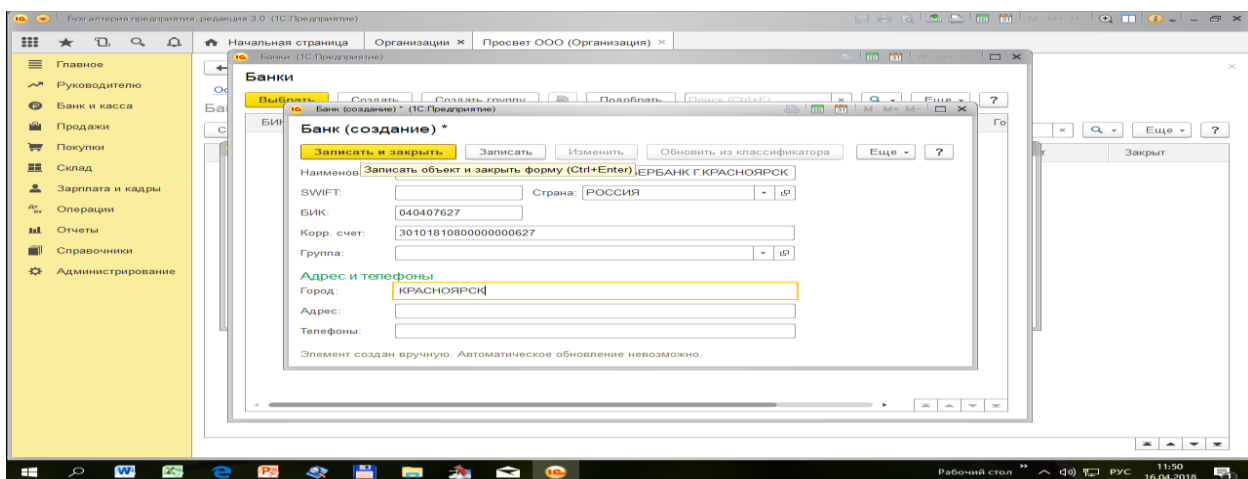 Бухгалтерия предприятия, редакция 3.0 (1С:Предприятие)
M M+ M-
Начальная страница Организации × Просвет ООО (Организация) ×
Главное
Руководителю
Банк и касса
Продажи
Покупки
Склад
Зарплата и кадры
Операции
Отчеты
Справочники
Администрирование
Банки (1С:Предприятие)
Банки
Выбрать Создать Создать группу Подобрать Поиск (Ctrl+F) Еще ?
Банк (создание) * (1С:Предприятие) M M+ M-
Банк (создание) *
Записать и закрыть Записать Изменить Обновить из классификатора Еще ?
Записать объект и закрыть форму (Ctrl+Enter)
Наименов ЕРБАНК Г.КРАСНОЯРСК
SWIFT: Страна: РОССИЯ
БИК: 040407627
Корр. счет: 30101810800000000627
Группа:
Адрес и телефоны
Город: КРАСНОЯРСК
Адрес:
Телефоны:
Элемент создан вручную. Автоматическое обновление невозможно.
БИК Го
Еще ?
Закрыт
Рабочий стол » РУС 11:50
16.04.2018